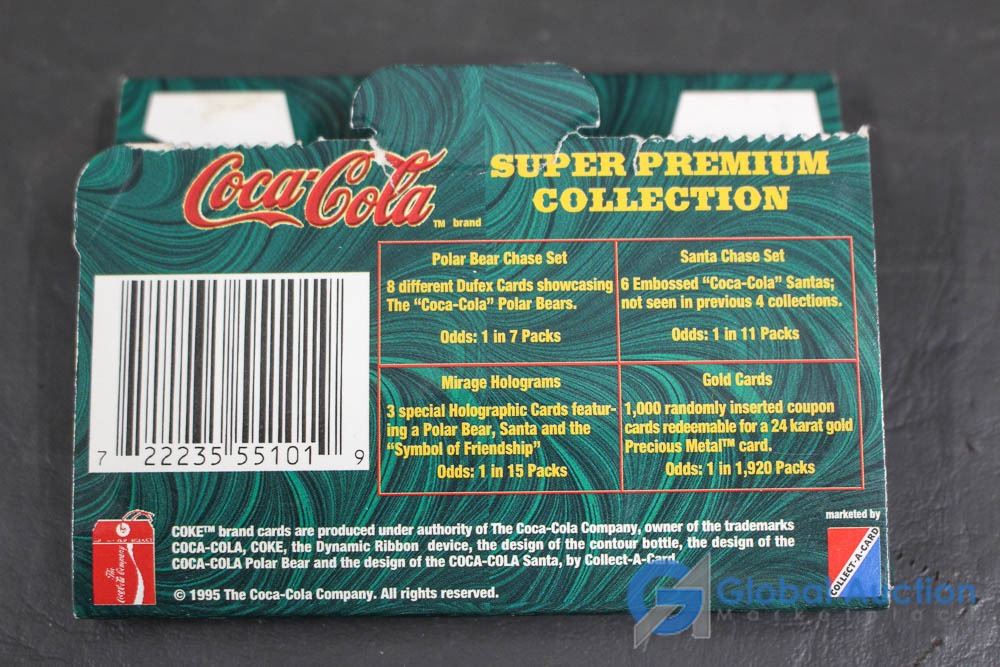 Coca-Cola
TM brand
SUPER PREMIUM
COLLECTION
Polar Bear Chase Set
8 different Dufex Cards showcasing
The “Coca-Cola” Polar Bears.
Odds: 1 in 7 Packs
Santa Chase Set
6 Embossed “Coca-Cola” Santas;
not seen in previous 4 collections.
Odds: 1 in 11 Packs
Mirage Holograms
3 special Holographic Cards featur-
ing a Polar Bear, Santa and the
“Symbol of Friendship”
Odds: 1 in 15 Packs
Gold Cards
1,000 randomly inserted coupon
cards redeemable for a 24 karat gold
Precious Metal™ card.
Odds: 1 in 1,920 Packs
7 22235 55101 9
The
Coca-Cola Company
COKE™ brand cards are produced under authority of The Coca-Cola Company, owner of the trademarks
COCA-COLA, COKE, the Dynamic Ribbon device, the design of the contour bottle, the design of the
COCA-COLA Polar Bear and the design of the COCA-COLA Santa, by Collect-A-Card.
© 1995 The Coca-Cola Company. All rights reserved.
marketed by
COLLECT-A-CARD
Global Auction
Marketplace